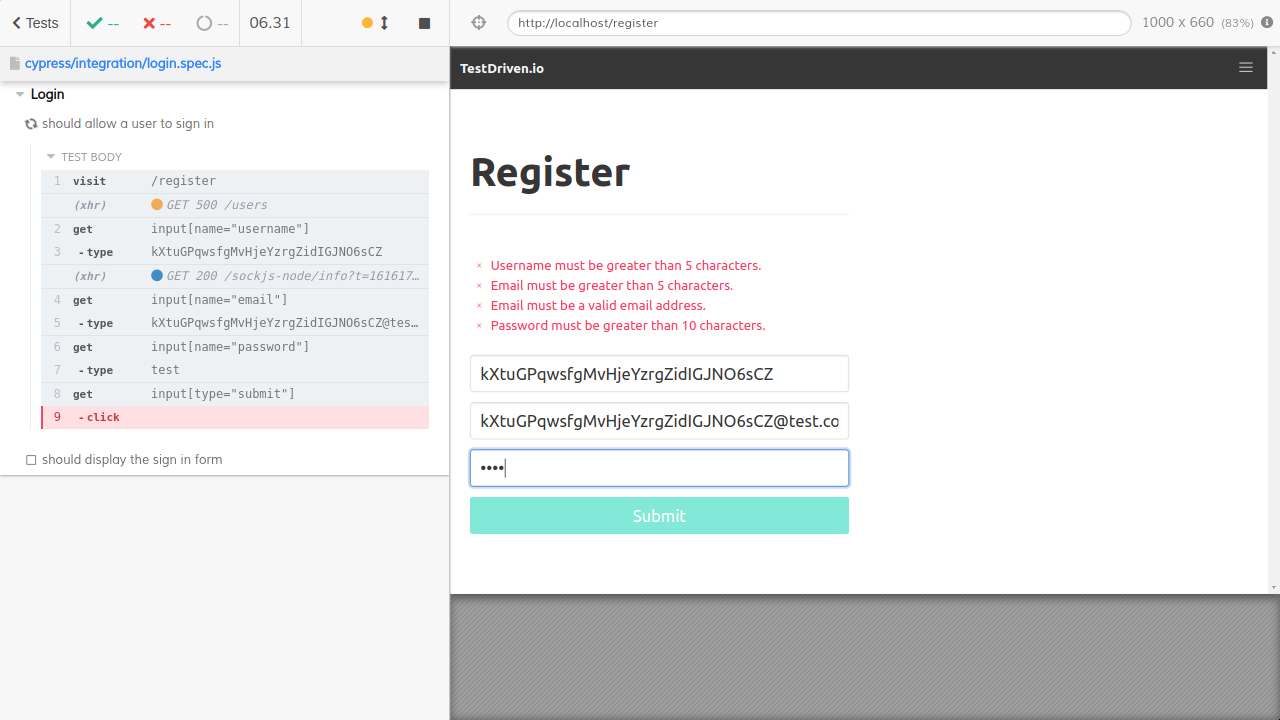 Tests -- -- -- 06.31
http://localhost/register 1000 x 660 (83%)
cypress/integration/login.spec.js
Login
should allow a user to sign in
TEST BODY
1 visit /register
(xhr) GET 500 /users
2 get input[name="username"]
3 -type kXtuGPqwsfgMvHjeYzrgZidIGJNO6sCZ
(xhr) GET 200 /sockjs-node/info?t=161617…
4 get input[name="email"]
5 -type kXtuGPqwsfgMvHjeYzrgZidIGJNO6sCZ@tes…
6 get input[name="password"]
7 -type test
8 get input[type="submit"]
9 -click
should display the sign in form
TestDriven.io
Register
Username must be greater than 5 characters.
Email must be greater than 5 characters.
Email must be a valid email address.
Password must be greater than 10 characters.
kXtuGPqwsfgMvHjeYzrgZidIGJNO6sCZ
kXtuGPqwsfgMvHjeYzrgZidIGJNO6sCZ@test.co
••••
Submit